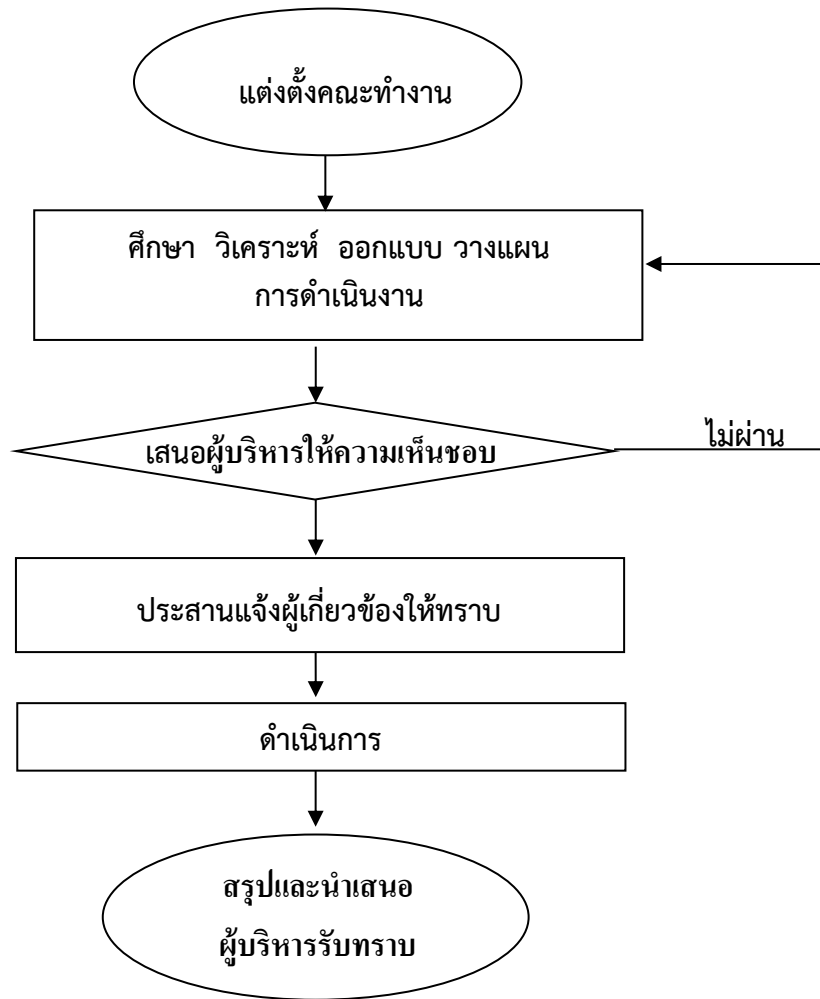 แต่งตั้งคณะทำงาน
ศึกษา วิเคราะห์ ออกแบบ วางแผน
การดำเนินงาน
เสนอผู้บริหารให้ความเห็นชอบ
ไม่ผ่าน
ประสานแจ้งผู้เกี่ยวข้องให้ทราบ
ดำเนินการ
สรุปและนำเสนอ
ผู้บริหารรับทราบ